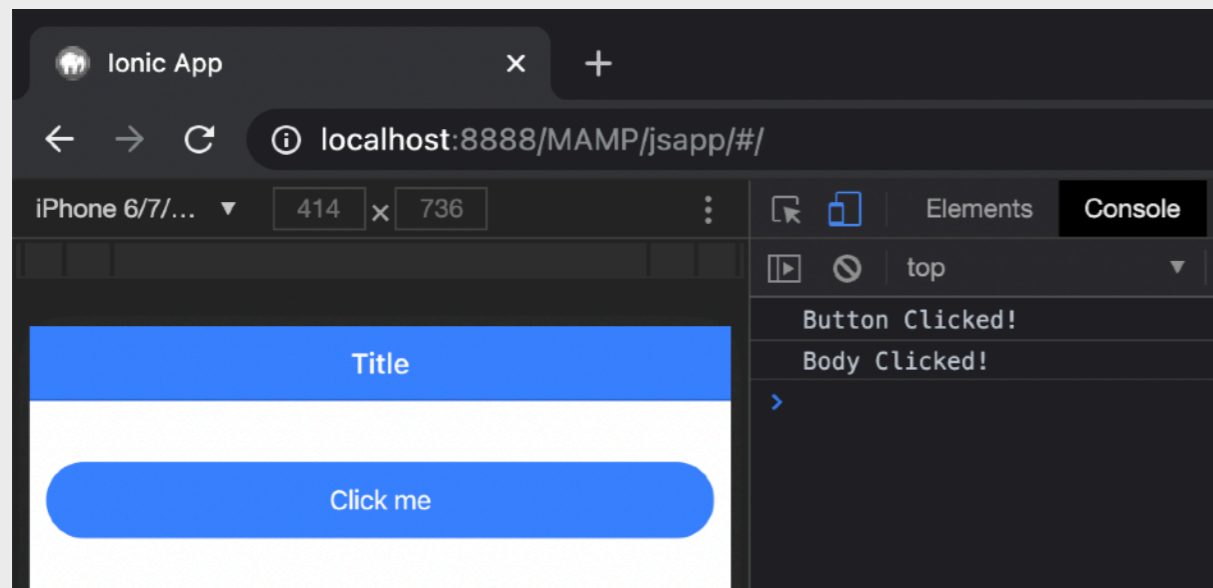 Ionic App
localhost:8888/MAMP/jsapp/#/
iPhone 6/7/... 414 x 736
Elements Console
top
Button Clicked!
Body Clicked!
Title
Click me